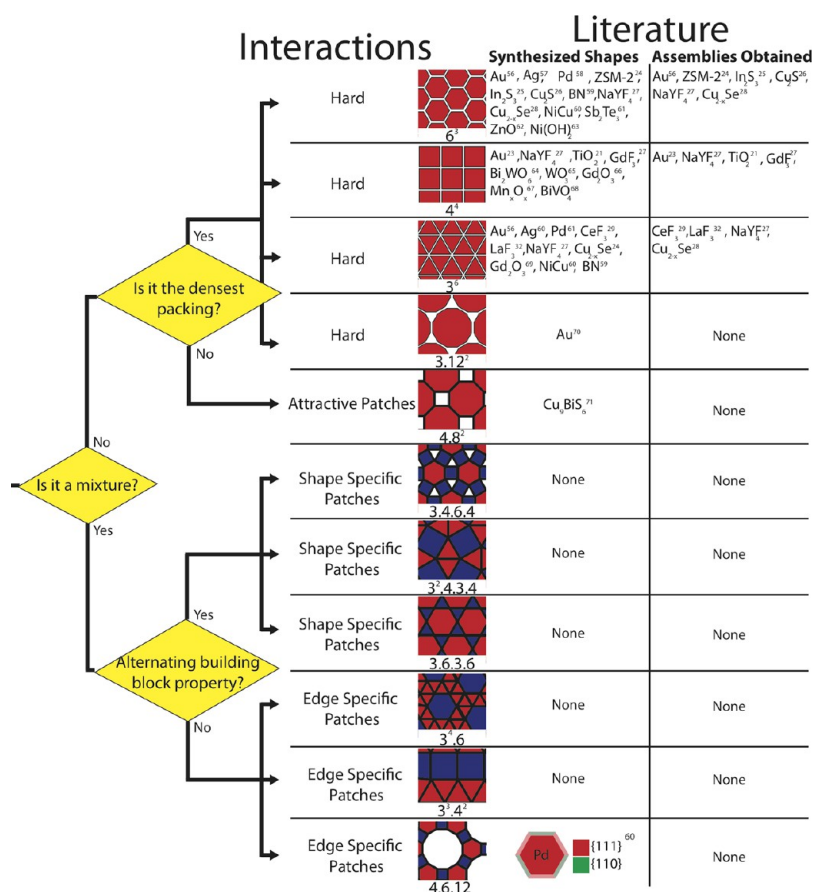 Literature
Interactions
Synthesized Shapes
Assemblies Obtained
Hard
6³
Au⁵⁶, Ag⁵⁷, Pd⁵⁸, ZSM-2²⁴,
In₂S₃²⁵, Cu₂S²⁶, BN⁵⁹,NaYF₄²⁷,
Cu₂₋ₓSe²⁸, NiCu⁶⁰, Sb₂Te₃⁶¹,
ZnO⁶², Ni(OH)₂⁶³
Au⁵⁶, ZSM-2²⁴, In₂S₃²⁵, Cu₂S²⁶,
NaYF₄²⁷, Cu₂₋ₓSe²⁸
Hard
4⁴
Au²³,NaYF₄²⁷,TiO₂²¹, GdF₃,²⁷
Bi₂WO₆⁶⁴, WO₃⁶⁵, Gd₂O₃⁶⁶,
MnₓOₓ⁶⁷, BiVO₄⁶⁸
Au²³, NaYF₄²⁷, TiO₂²¹, GdF₃²⁷
Yes
Hard
3⁶
Au⁵⁶, Ag⁶⁰, Pd⁶¹, CeF₃²⁹,
LaF₃³²,NaYF₄²⁷, Cu₂₋ₓSe²⁴,
Gd₂O₃⁶⁹, NiCu⁶⁰, BN⁵⁹
CeF₃²⁹,LaF₃³², NaYF₄²⁷,
Cu₂₋ₓSe²⁸
Is it the densest
packing?
Hard
3.12²
Au⁷⁰
None
No
Attractive Patches
4.8²
Cu₉BiS₆⁷¹
None
No
Is it a mixture?
Yes
Shape Specific
Patches
3.4.6.4
None
None
Shape Specific
Patches
3².4.3.4
None
None
Yes
Shape Specific
Patches
3.6.3.6
None
None
Alternating building
block property?
No
Edge Specific
Patches
3⁴.6
None
None
Edge Specific
Patches
3³.4²
None
None
Edge Specific
Patches
4.6.12
Pd
{111}⁶⁰
{110}
None